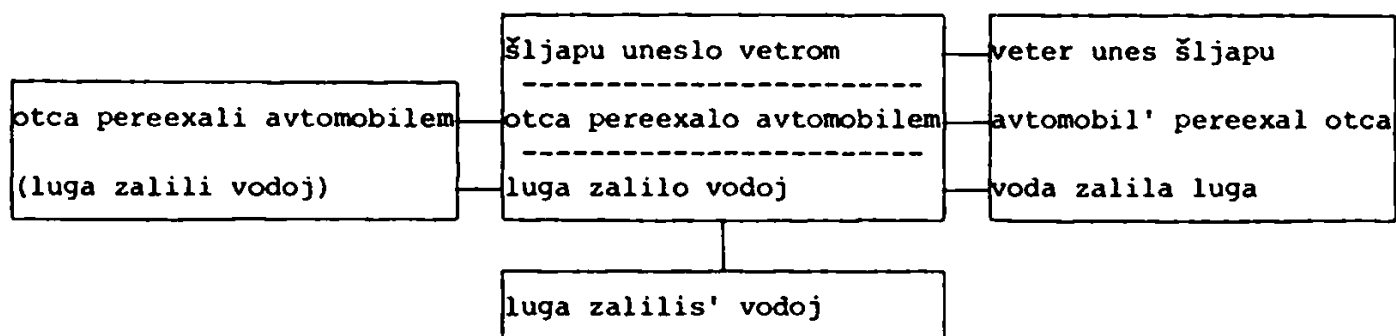 šljapu uneslo vetrom veter unes šljapu
otca pereexali avtomobilem otca pereexalo avtomobilem avtomobil' pereexal otca
(luga zalili vodoj) luga zalilo vodoj voda zalila luga
luga zalilis' vodoj